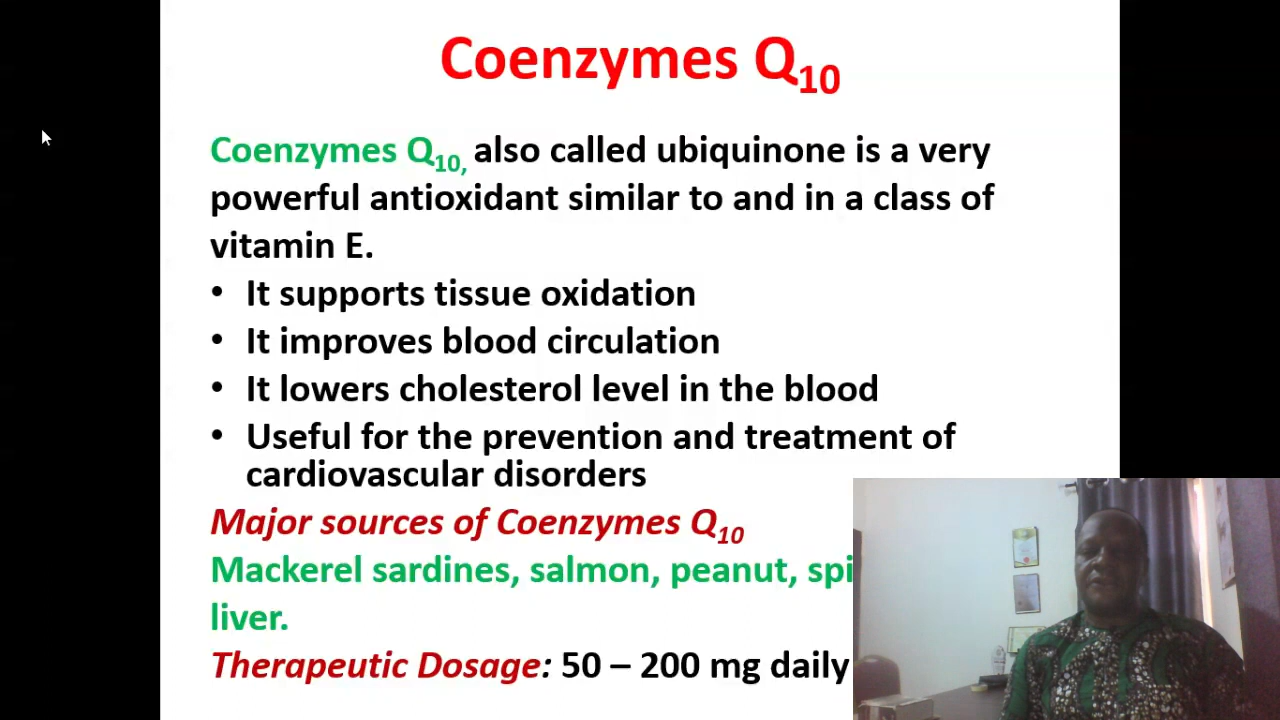 Coenzymes Q10
Coenzymes Q10, also called ubiquinone is a very
powerful antioxidant similar to and in a class of
vitamin E.
• It supports tissue oxidation
• It improves blood circulation
• It lowers cholesterol level in the blood
• Useful for the prevention and treatment of
cardiovascular disorders
Major sources of Coenzymes Q10
Mackerel sardines, salmon, peanut,
liver.
Therapeutic Dosage: 50 – 200 mg daily